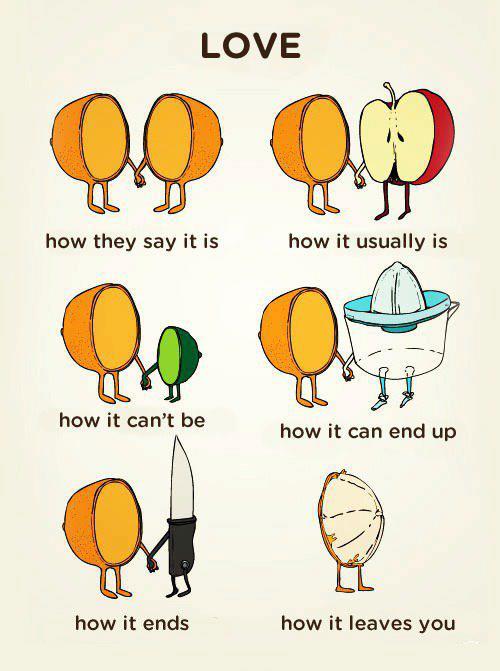 LOVE
how they say it is
how it usually is
how it can't be
how it can end up
how it ends
how it leaves you